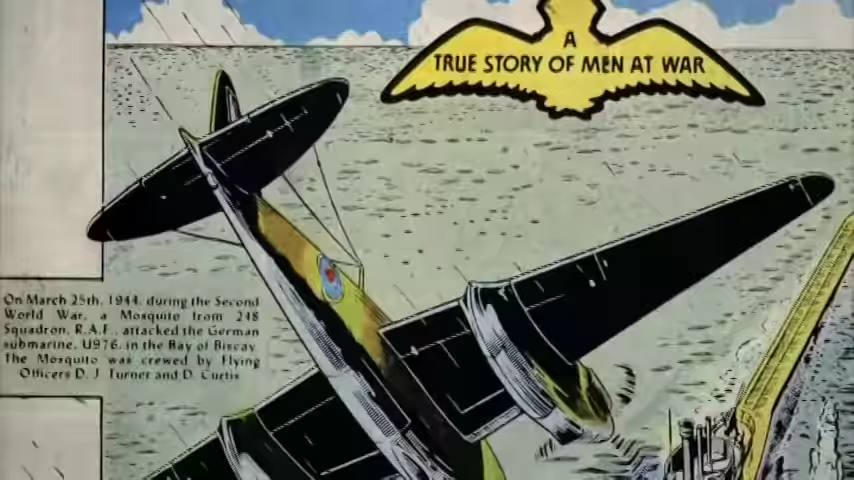 A
TRUE STORY OF MEN AT WAR
On March 25th, 1944, during the Second
World War, a Mosquito from 248
Squadron, R.A.F., attacked the German
submarine, U976, in the Bay of Biscay
The Mosquito was crewed by Flying
Officers D. J Turner and D. Curtis